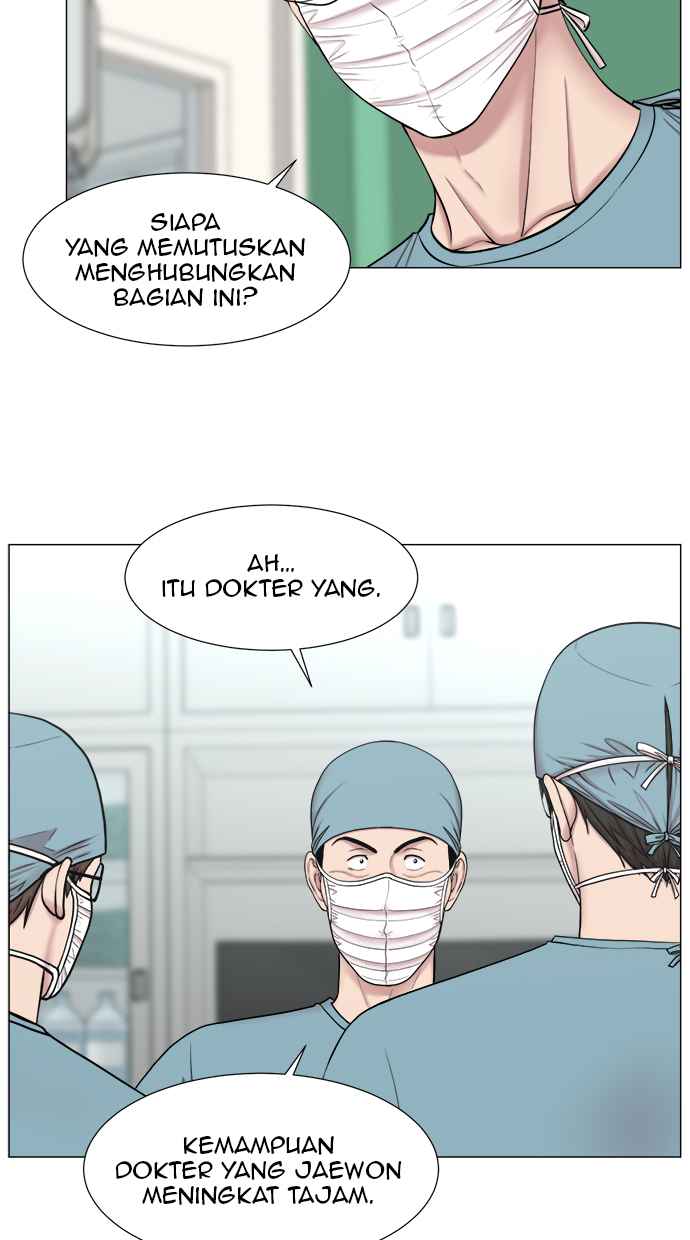 SIAPA
YANG MEMUTUSKAN
MENGHUBUNGKAN
BAGIAN INI?
AH...
ITU DOKTER YANG.
KEMAMPUAN
DOKTER YANG JAEWON
MENINGKAT TAJAM.